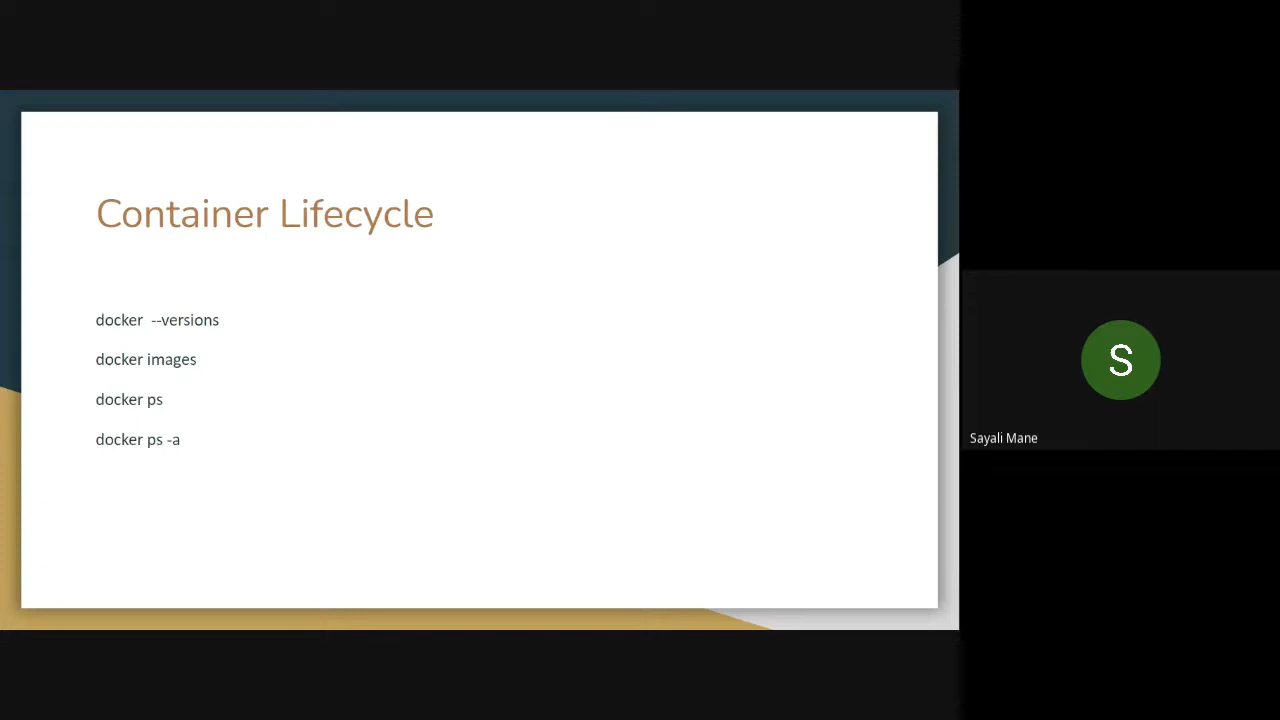 Container Lifecycle
docker  --versions
docker images
docker ps
docker ps -a
S
Sayali Mane